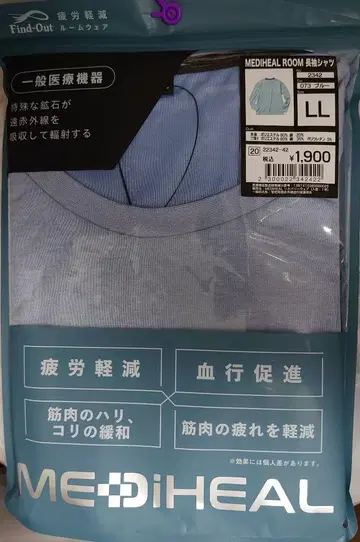 Find-Out
疲労軽減
ルームウェア
一般医療機器
特殊な鉱石が
遠赤外線を
吸収して輻射する
MEDIHEAL ROOM 長袖シャツ
2342
073 ブルー
LL
20
22342-42
税込
¥1,900
2300022342422
疲労軽減
血行促進
筋肉のハリ、
コリの緩和
筋肉の疲れを軽減
※効果には個人差があります。
MEDiHEAL